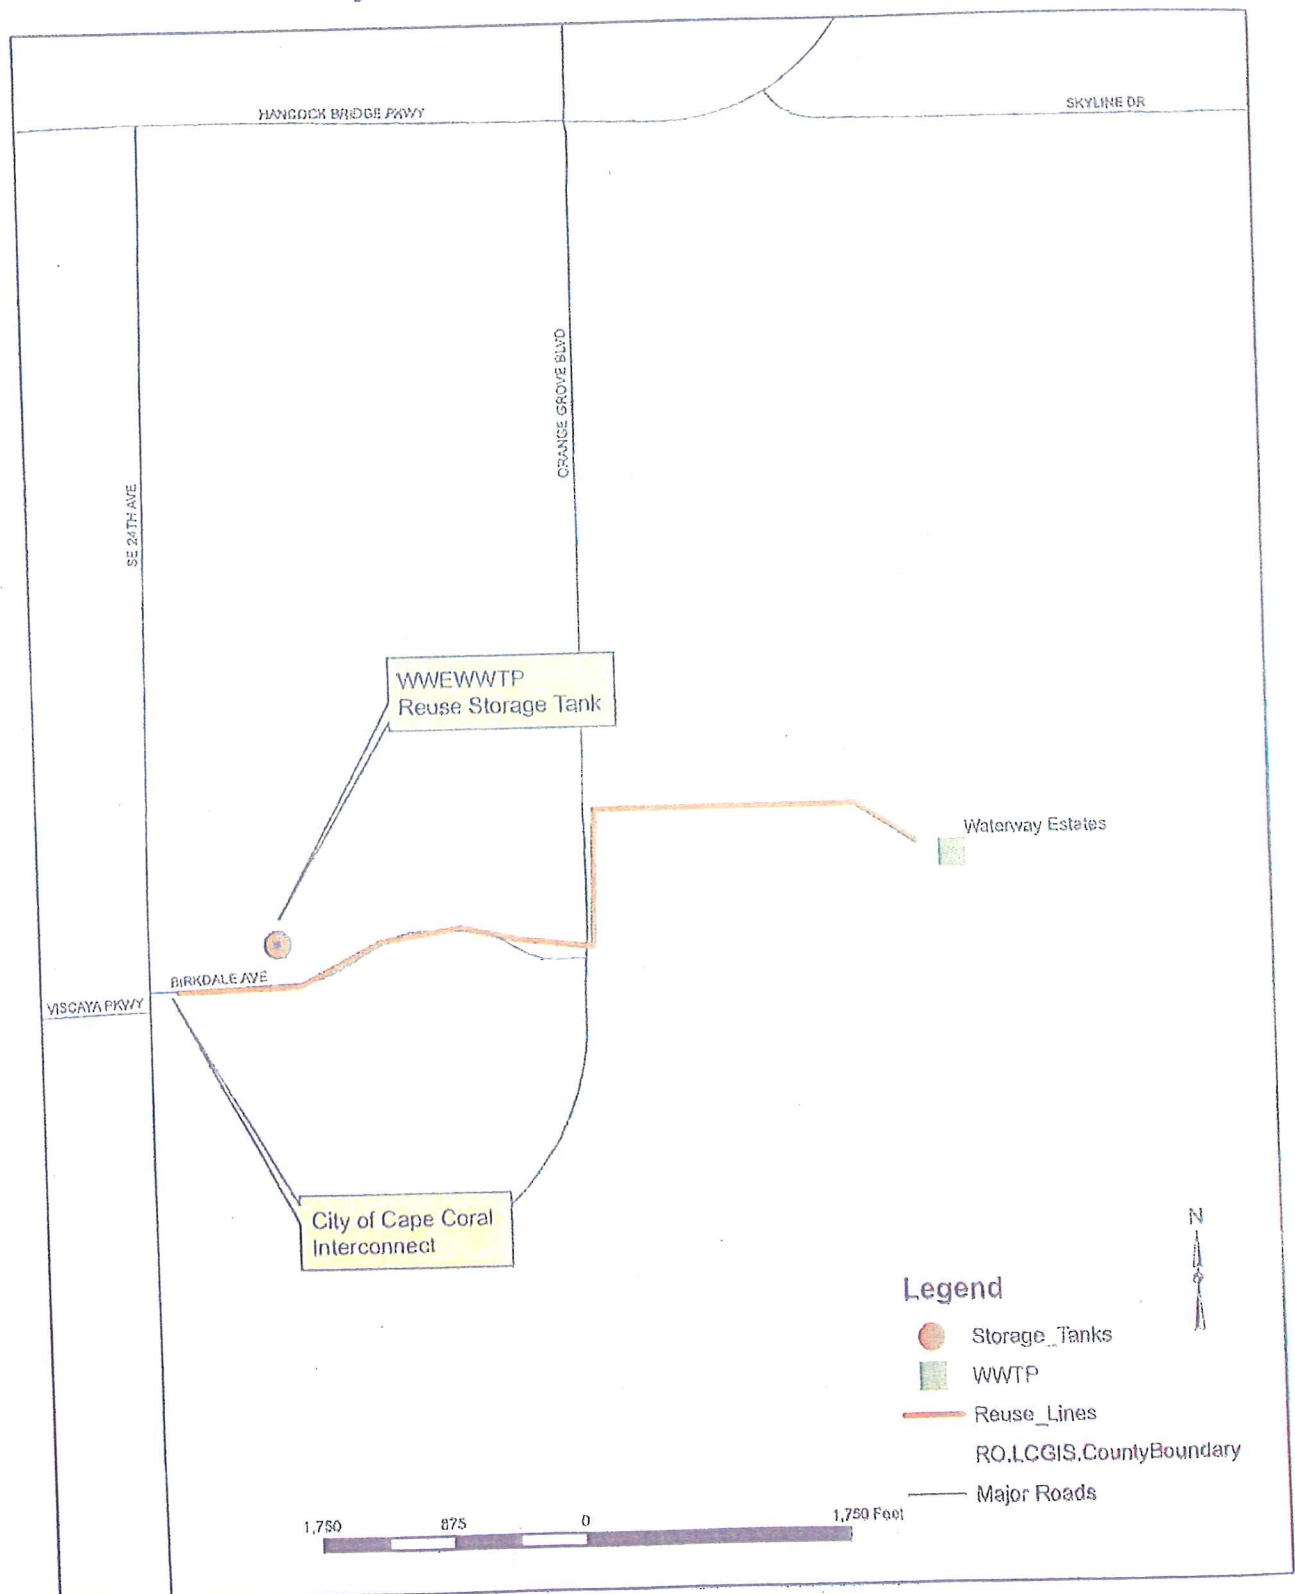 HANCOCK BRIDGE PKWY
SKYLINE DR
ORANGE GROVE BLVD
SE 24TH AVE
WWEWWTP
Reuse Storage Tank
Waterway Estates
BIRKDALE AVE
VISCAYA PKWY
City of Cape Coral
Interconnect
N
Legend
Storage_Tanks
WWTP
Reuse_Lines
RO.LCGIS.CountyBoundary
Major Roads
1,750 875 0 1,750 Feet